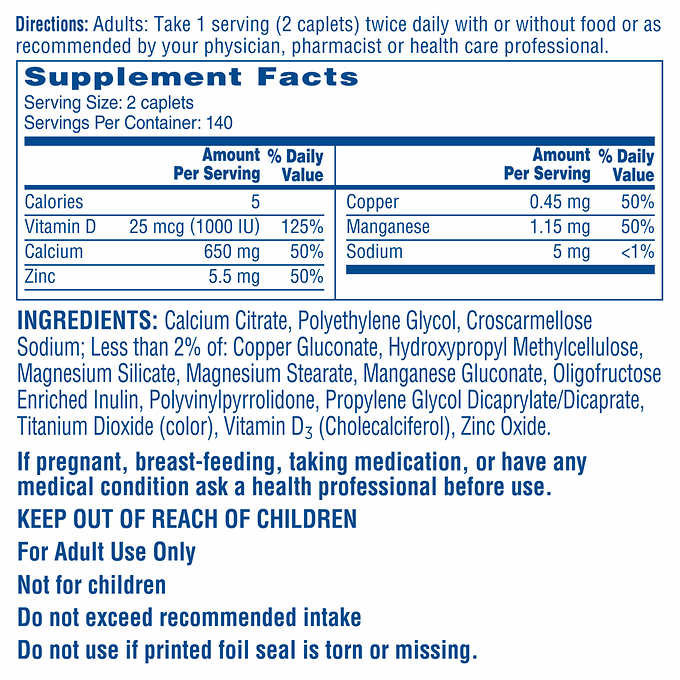 Directions: Adults: Take 1 serving (2 caplets) twice daily with or without food or as
recommended by your physician, pharmacist or health care professional.
Supplement Facts
Serving Size: 2 caplets
Servings Per Container: 140
Amount Per Serving % Daily Value
Calories 5
Vitamin D 25 mcg (1000 IU) 125%
Calcium 650 mg 50%
Zinc 5.5 mg 50%
Amount Per Serving % Daily Value
Copper 0.45 mg 50%
Manganese 1.15 mg 50%
Sodium 5 mg <1%
INGREDIENTS: Calcium Citrate, Polyethylene Glycol, Croscarmellose
Sodium; Less than 2% of: Copper Gluconate, Hydroxypropyl Methylcellulose,
Magnesium Silicate, Magnesium Stearate, Manganese Gluconate, Oligofructose
Enriched Inulin, Polyvinylpyrrolidone, Propylene Glycol Dicaprylate/Dicaprate,
Titanium Dioxide (color), Vitamin D₃ (Cholecalciferol), Zinc Oxide.
If pregnant, breast-feeding, taking medication, or have any
medical condition ask a health professional before use.
KEEP OUT OF REACH OF CHILDREN
For Adult Use Only
Not for children
Do not exceed recommended intake
Do not use if printed foil seal is torn or missing.